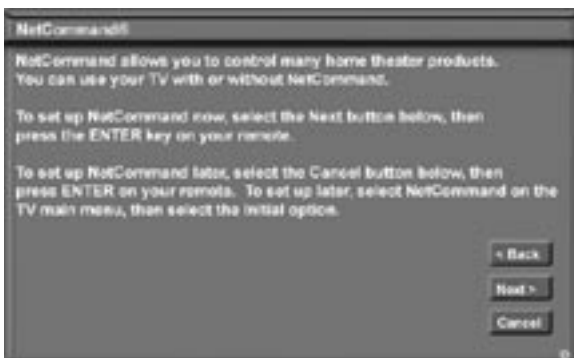 NetCommand®
NetCommand allows you to control many home theater products.
You can use your TV with or without NetCommand.
To set up NetCommand now, select the Next button below, then
press the ENTER key on your remote.
To set up NetCommand later, select the Cancel button below, then
press ENTER on your remote. To set up later, select NetCommand on the
TV main menu, then select the Initial option.
< Back
Next >
Cancel